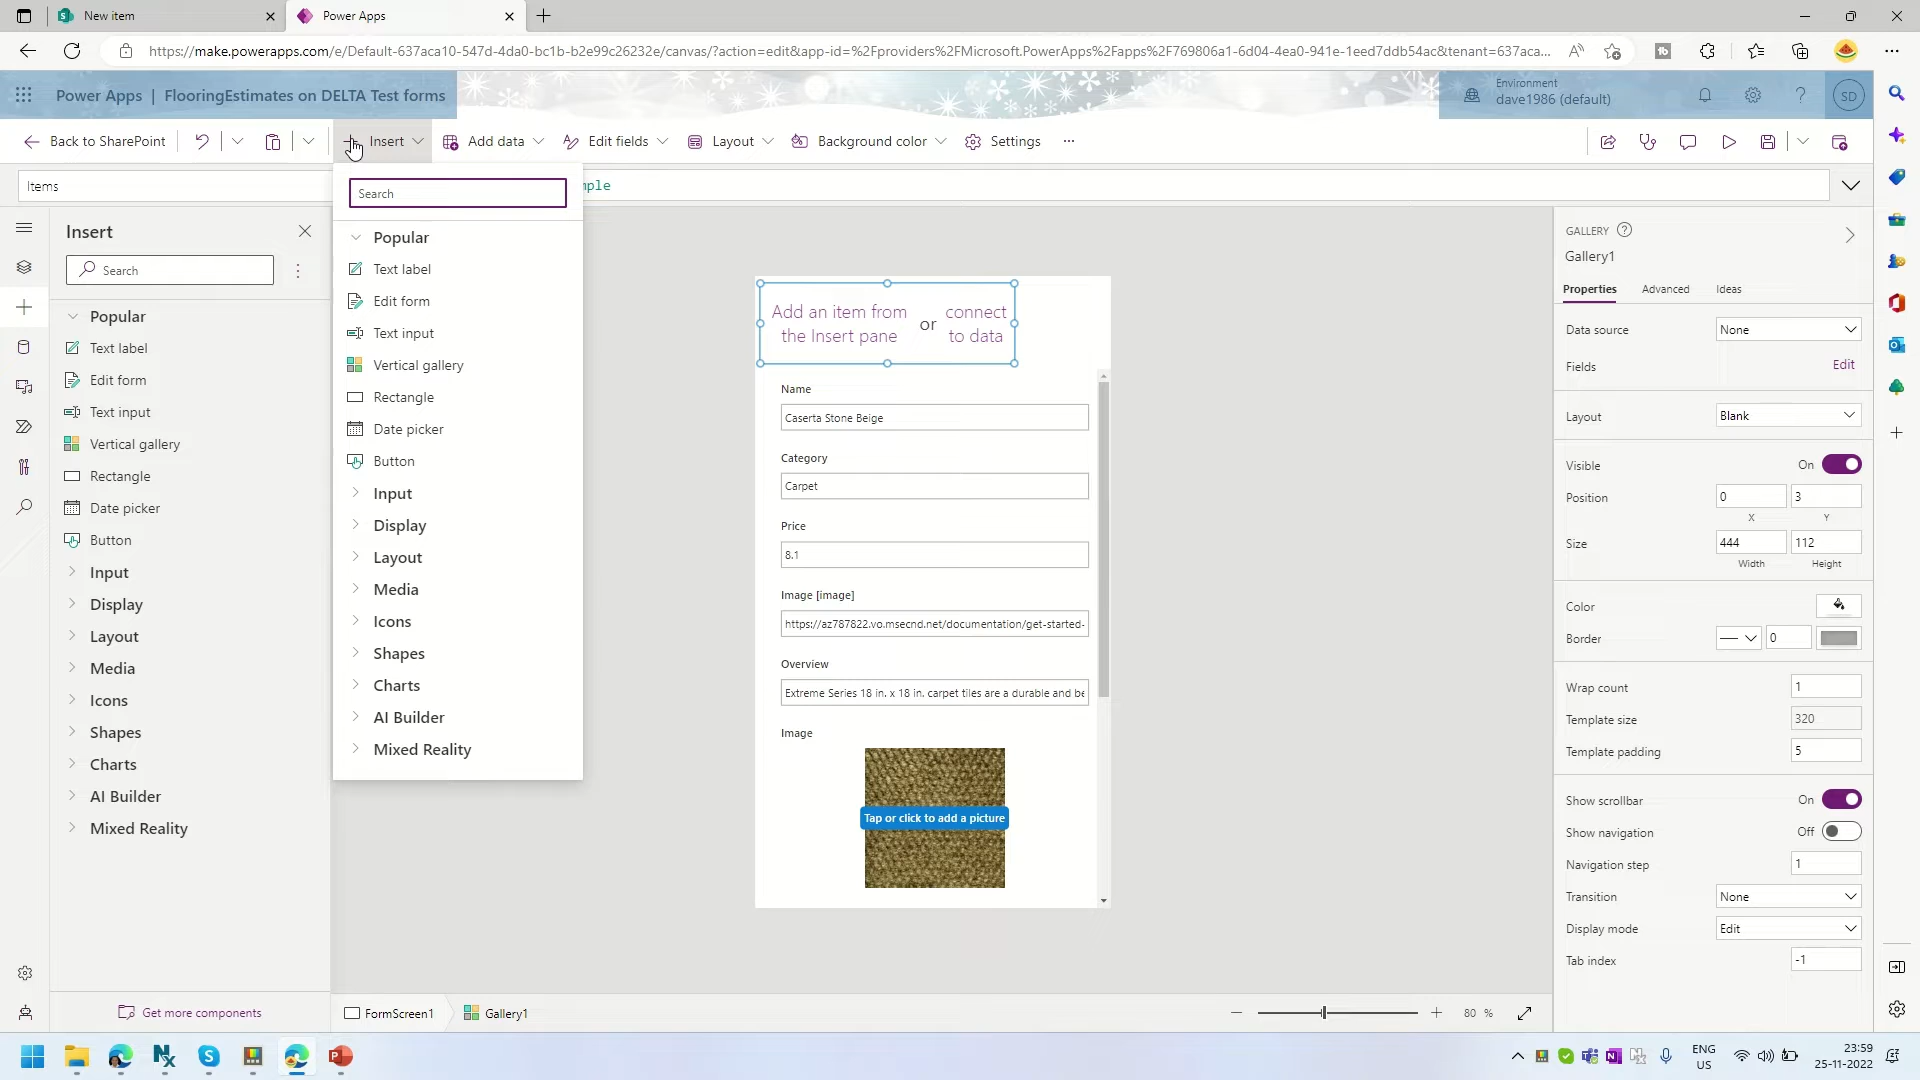 New item
Power Apps
https://make.powerapps.com/e/Default-637aca10-547d-4da0-bc1b-b2e99c26232e/canvas/?action=edit&app-id=%2Fproviders%2FMicrosoft.PowerApps%2Fapps%2F769806a1-6d04-4ea0-941e-1eed7ddb54ac&tenant=637aca...
Power Apps | FlooringEstimates on DELTA Test forms
Environment
dave1986 (default)
SD
Back to SharePoint
Insert
Add data
Edit fields
Layout
Background color
Settings
Items
mple
Search
Popular
Text label
Edit form
Text input
Vertical gallery
Rectangle
Date picker
Button
Input
Display
Layout
Media
Icons
Shapes
Charts
AI Builder
Mixed Reality
Insert
Search
Popular
Text label
Edit form
Text input
Vertical gallery
Rectangle
Date picker
Button
Input
Display
Layout
Media
Icons
Shapes
Charts
AI Builder
Mixed Reality
Get more components
Add an item from the Insert pane or connect to data
Name
Caserta Stone Beige
Category
Carpet
Price
8.1
Image [image]
https://az787822.vo.msecnd.net/documentation/get-started-
Overview
Extreme Series 18 in. x 18 in. carpet tiles are a durable and be
Image
Tap or click to add a picture
FormScreen1
Gallery1
80 %
GALLERY
Gallery1
Properties
Advanced
Ideas
Data source
None
Fields
Edit
Layout
Blank
Visible
On
Position
0
3
X
Y
Size
444
112
Width
Height
Color
Border
0
Wrap count
1
Template size
320
Template padding
5
Show scrollbar
On
Show navigation
Off
Navigation step
1
Transition
None
Display mode
Edit
Tab index
-1
ENG
US
23:59
25-11-2022